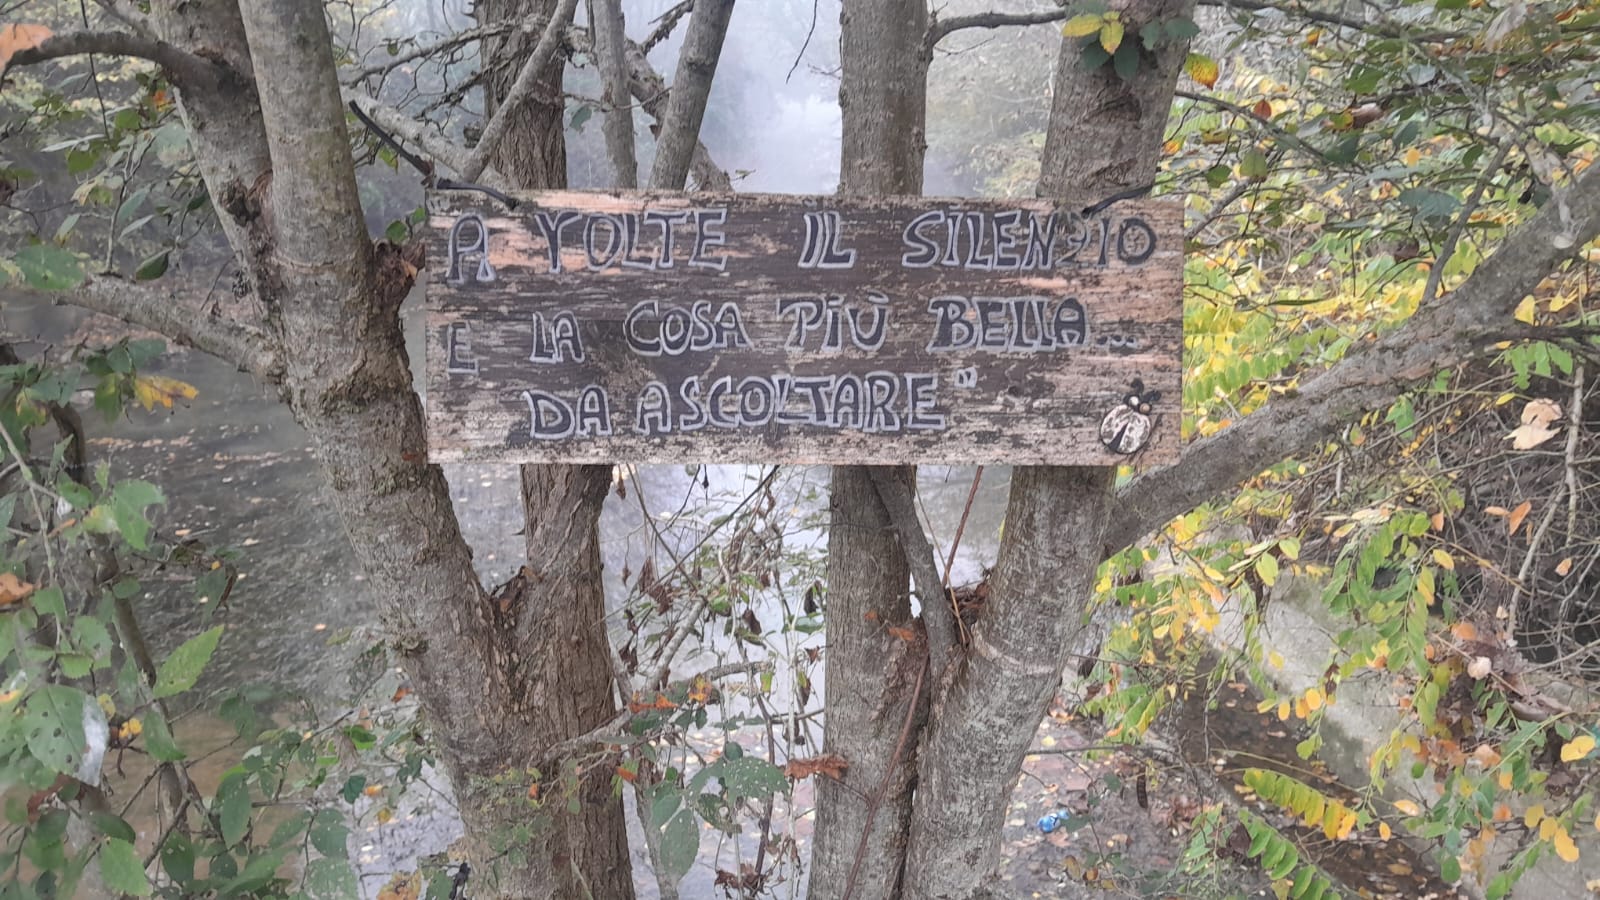 A VOLTE IL SILENZIO
E LA COSA PIÙ BELLA...
DA ASCOLTARE"